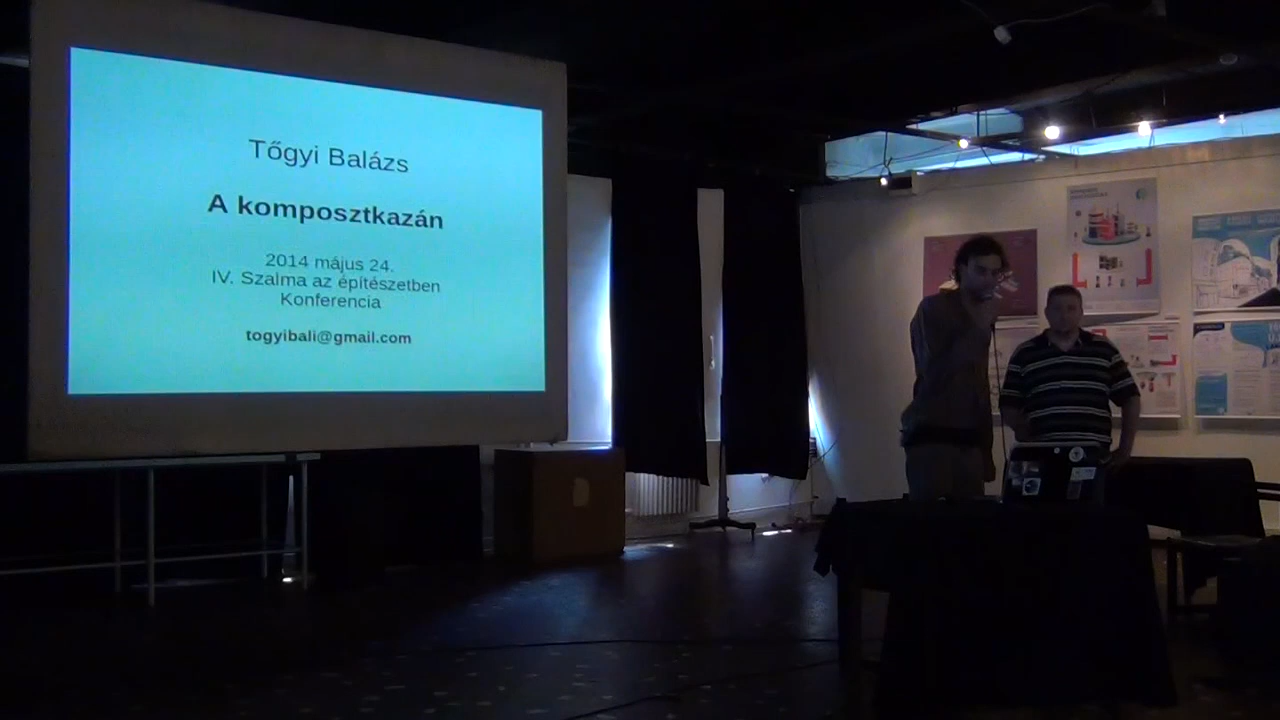 Tőgyi Balázs
A komposztkazán
2014 május 24.
IV. Szalma az építészetben
Konferencia
togyibali@gmail.com